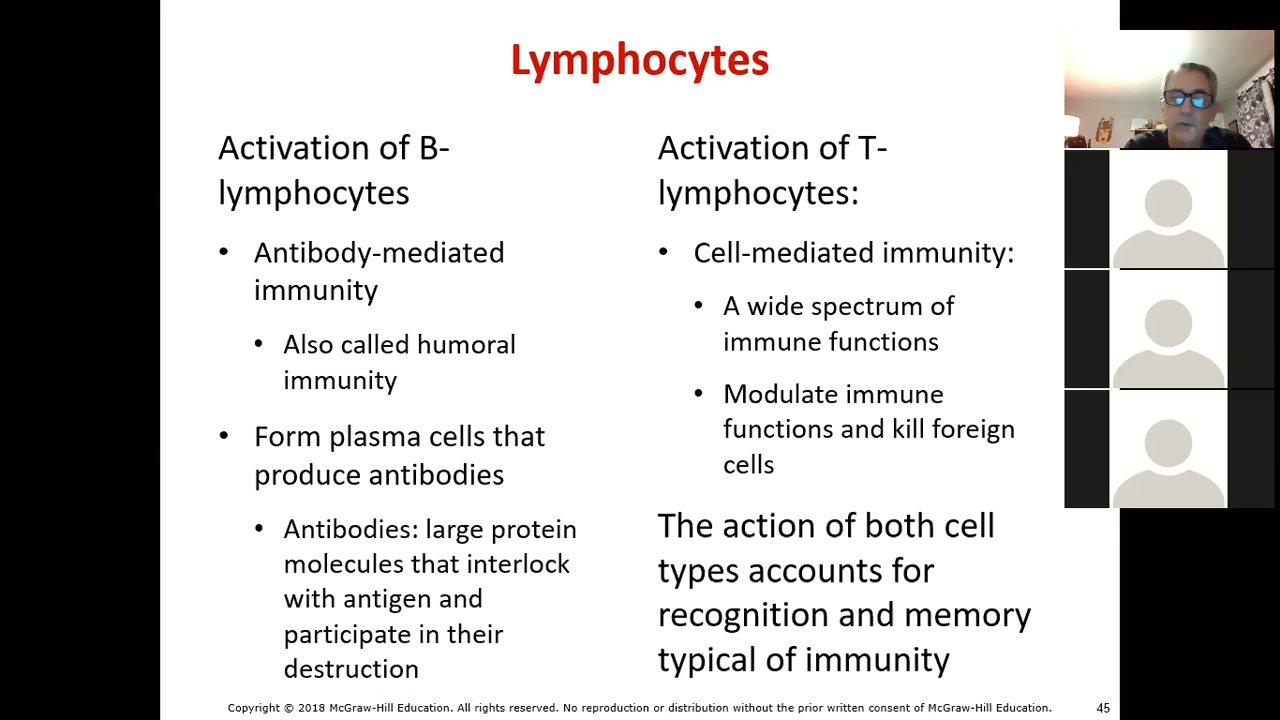 Lymphocytes
Activation of B-
lymphocytes
• Antibody-mediated
immunity
• Also called humoral
immunity
• Form plasma cells that
produce antibodies
• Antibodies: large protein
molecules that interlock
with antigen and
participate in their
destruction
Activation of T-
lymphocytes:
• Cell-mediated immunity:
• A wide spectrum of
immune functions
• Modulate immune
functions and kill foreign
cells
The action of both cell
types accounts for
recognition and memory
typical of immunity
Copyright © 2018 McGraw-Hill Education. All rights reserved. No reproduction or distribution without the prior written consent of McGraw-Hill Education.
45